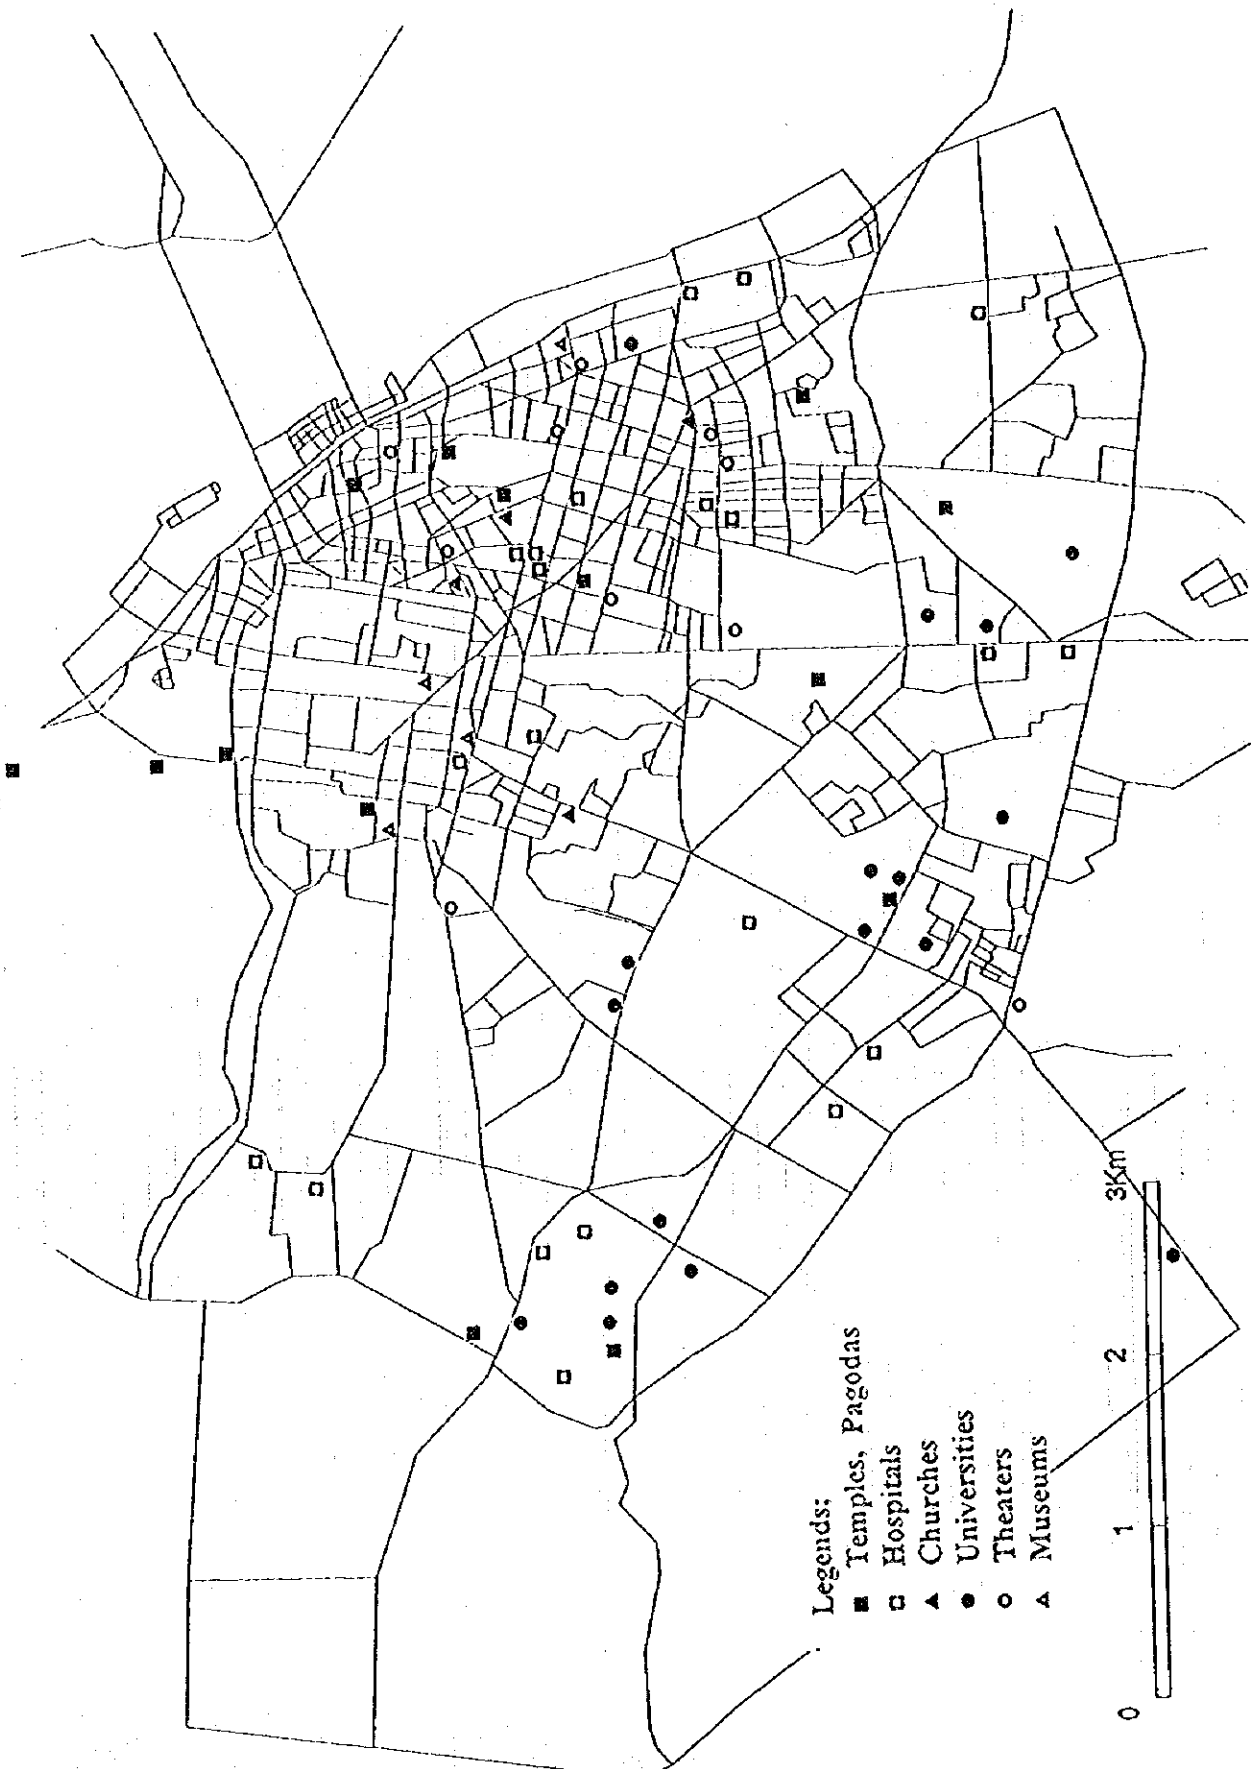 Legends:
Temples, Pagodas
Hospitals
Churches
Universities
Theaters
Museums
0 1 2 3Km